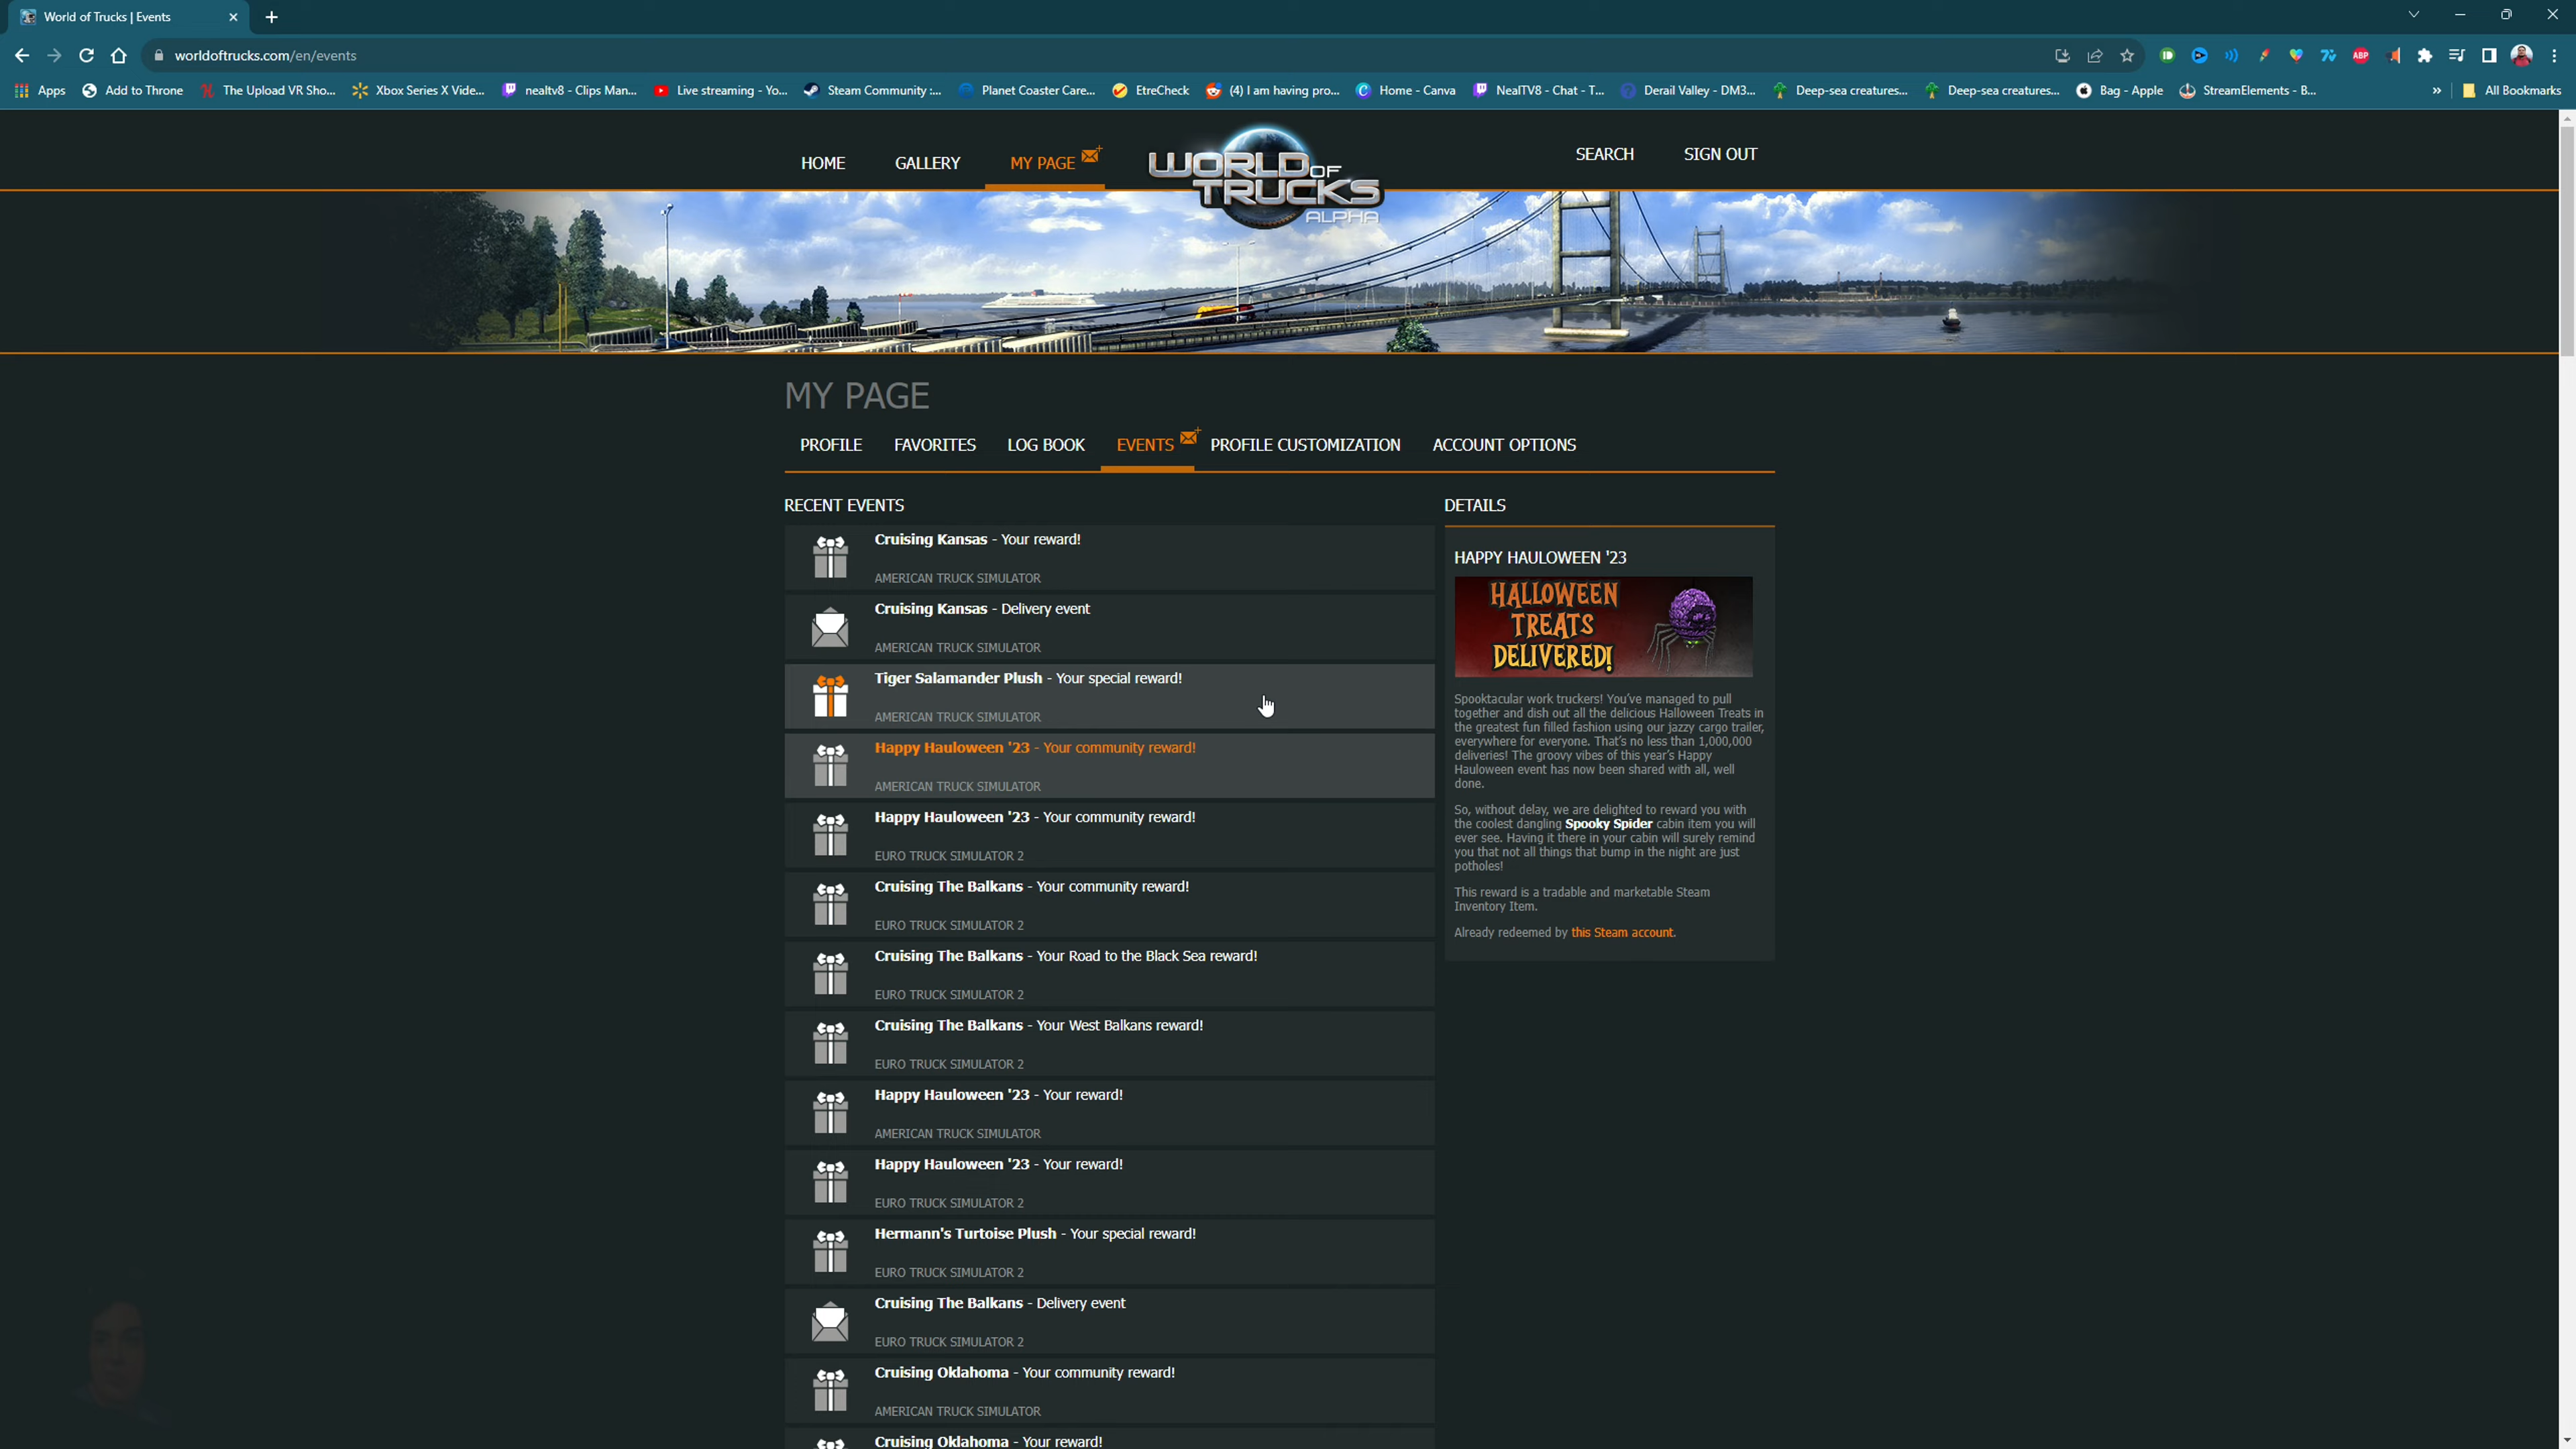 World of Trucks | Events
worldoftrucks.com/en/events
Apps
Add to Throne
The Upload VR Sho...
Xbox Series X Vide...
nealtv8 - Clips Man...
Live streaming - Yo...
Steam Community :...
Planet Coaster Care...
EtreCheck
(4) I am having pro...
Home - Canva
NealTV8 - Chat - T...
Derail Valley - DM3...
Deep-sea creatures...
Deep-sea creatures...
Bag - Apple
StreamElements - B...
»
All Bookmarks
ABP
HOME
GALLERY
MY PAGE
WORLD OF
TRUCKS
ALPHA
SEARCH
SIGN OUT
MY PAGE
PROFILE
FAVORITES
LOG BOOK
EVENTS
PROFILE CUSTOMIZATION
ACCOUNT OPTIONS
RECENT EVENTS
Cruising Kansas - Your reward!
AMERICAN TRUCK SIMULATOR
Cruising Kansas - Delivery event
AMERICAN TRUCK SIMULATOR
Tiger Salamander Plush - Your special reward!
AMERICAN TRUCK SIMULATOR
Happy Hauloween '23 - Your community reward!
AMERICAN TRUCK SIMULATOR
Happy Hauloween '23 - Your community reward!
EURO TRUCK SIMULATOR 2
Cruising The Balkans - Your community reward!
EURO TRUCK SIMULATOR 2
Cruising The Balkans - Your Road to the Black Sea reward!
EURO TRUCK SIMULATOR 2
Cruising The Balkans - Your West Balkans reward!
EURO TRUCK SIMULATOR 2
Happy Hauloween '23 - Your reward!
AMERICAN TRUCK SIMULATOR
Happy Hauloween '23 - Your reward!
EURO TRUCK SIMULATOR 2
Hermann's Turtoise Plush - Your special reward!
EURO TRUCK SIMULATOR 2
Cruising The Balkans - Delivery event
EURO TRUCK SIMULATOR 2
Cruising Oklahoma - Your community reward!
AMERICAN TRUCK SIMULATOR
Cruising Oklahoma - Your reward!
DETAILS
HAPPY HAULOWEEN '23
HALLOWEEN
TREATS
DELIVERED!
Spooktacular work truckers! You've managed to pull
together and dish out all the delicious Halloween Treats in
the greatest fun filled fashion using our jazzy cargo trailer,
everywhere for everyone. That's no less than 1,000,000
deliveries! The groovy vibes of this year's Happy
Hauloween event has now been shared with all, well
done.
So, without delay, we are delighted to reward you with
the coolest dangling Spooky Spider cabin item you will
ever see. Having it there in your cabin will surely remind
you that not all things that bump in the night are just
potholes!
This reward is a tradable and marketable Steam
Inventory Item.
Already redeemed by this Steam account.